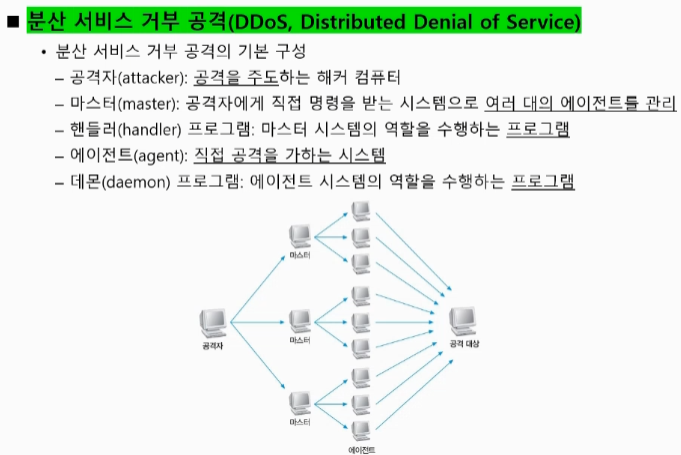 ■ 분산 서비스 거부 공격(DDoS, Distributed Denial of Service)
• 분산 서비스 거부 공격의 기본 구성
– 공격자(attacker): 공격을 주도하는 해커 컴퓨터
– 마스터(master): 공격자에게 직접 명령을 받는 시스템으로 여러 대의 에이전트를 관리
– 핸들러(handler) 프로그램: 마스터 시스템의 역할을 수행하는 프로그램
– 에이전트(agent): 직접 공격을 가하는 시스템
– 데몬(daemon) 프로그램: 에이전트 시스템의 역할을 수행하는 프로그램
마스터
공격자
마스터
공격 대상
마스터
에이전트